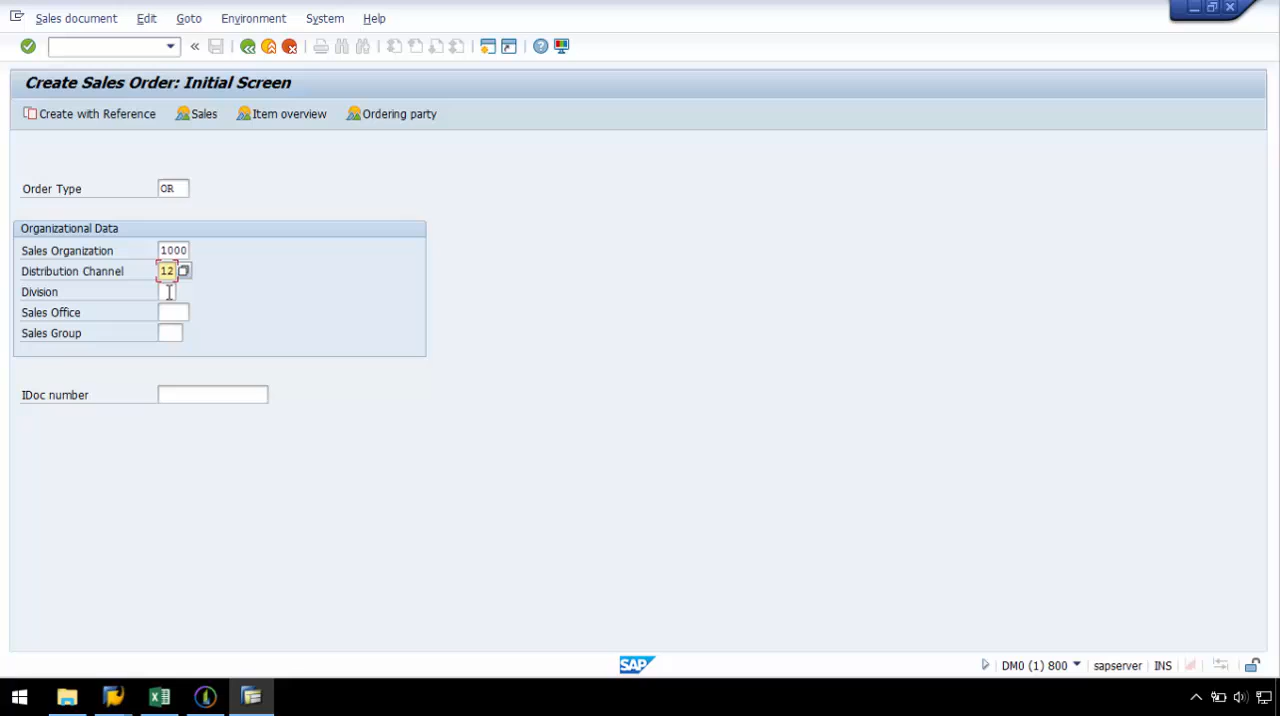 Sales document Edit Goto Environment System Help
«
Create Sales Order: Initial Screen
Create with Reference Sales Item overview Ordering party
Order Type OR
Organizational Data
Sales Organization 1000
Distribution Channel 12
Division
Sales Office
Sales Group
IDoc number
SAP DM0 (1) 800 sapserver INS